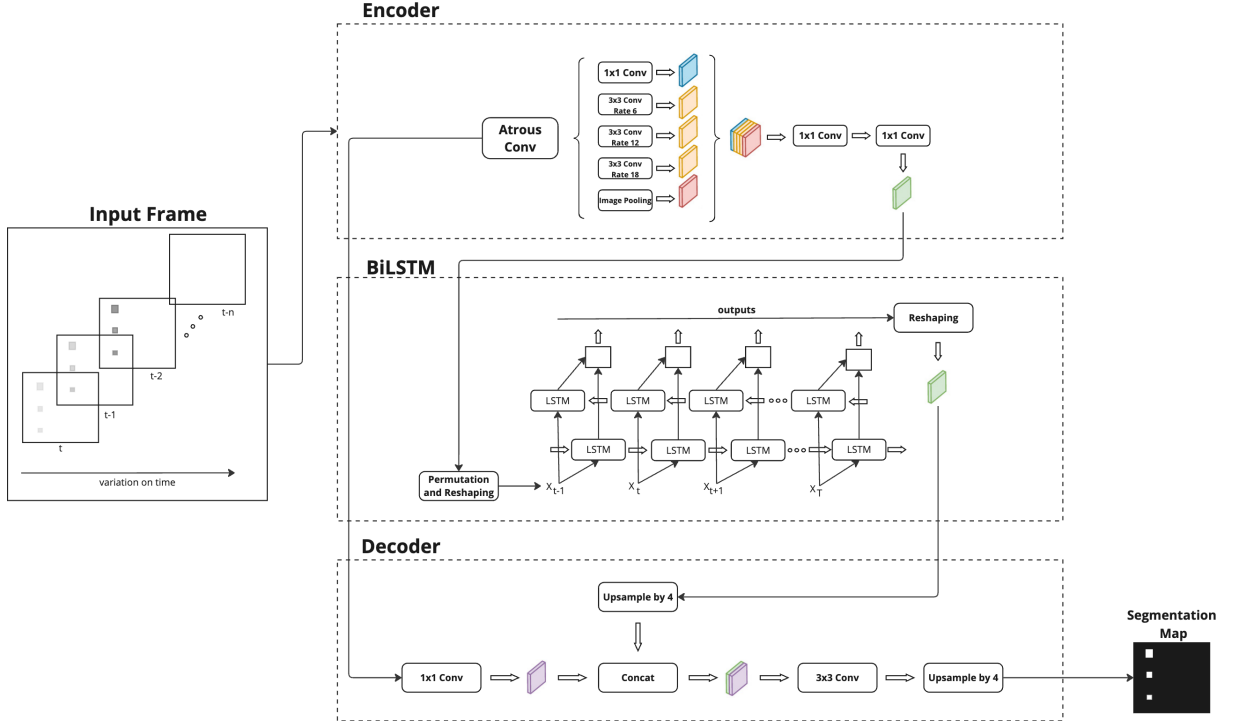 Encoder
Atrous
Conv
1x1 Conv
3x3 Conv
Rate 6
3x3 Conv
Rate 12
3x3 Conv
Rate 18
Image Pooling
1x1 Conv
1x1 Conv
Input Frame
t-n
t-2
t-1
t
variation on time
BiLSTM
outputs
Reshaping
LSTM
LSTM
LSTM
LSTM
LSTM
LSTM
LSTM
LSTM
Permutation
and Reshaping
X t-1
X t
X t+1
X T
Decoder
Upsample by 4
1x1 Conv
Concat
3x3 Conv
Upsample by 4
Segmentation
Map